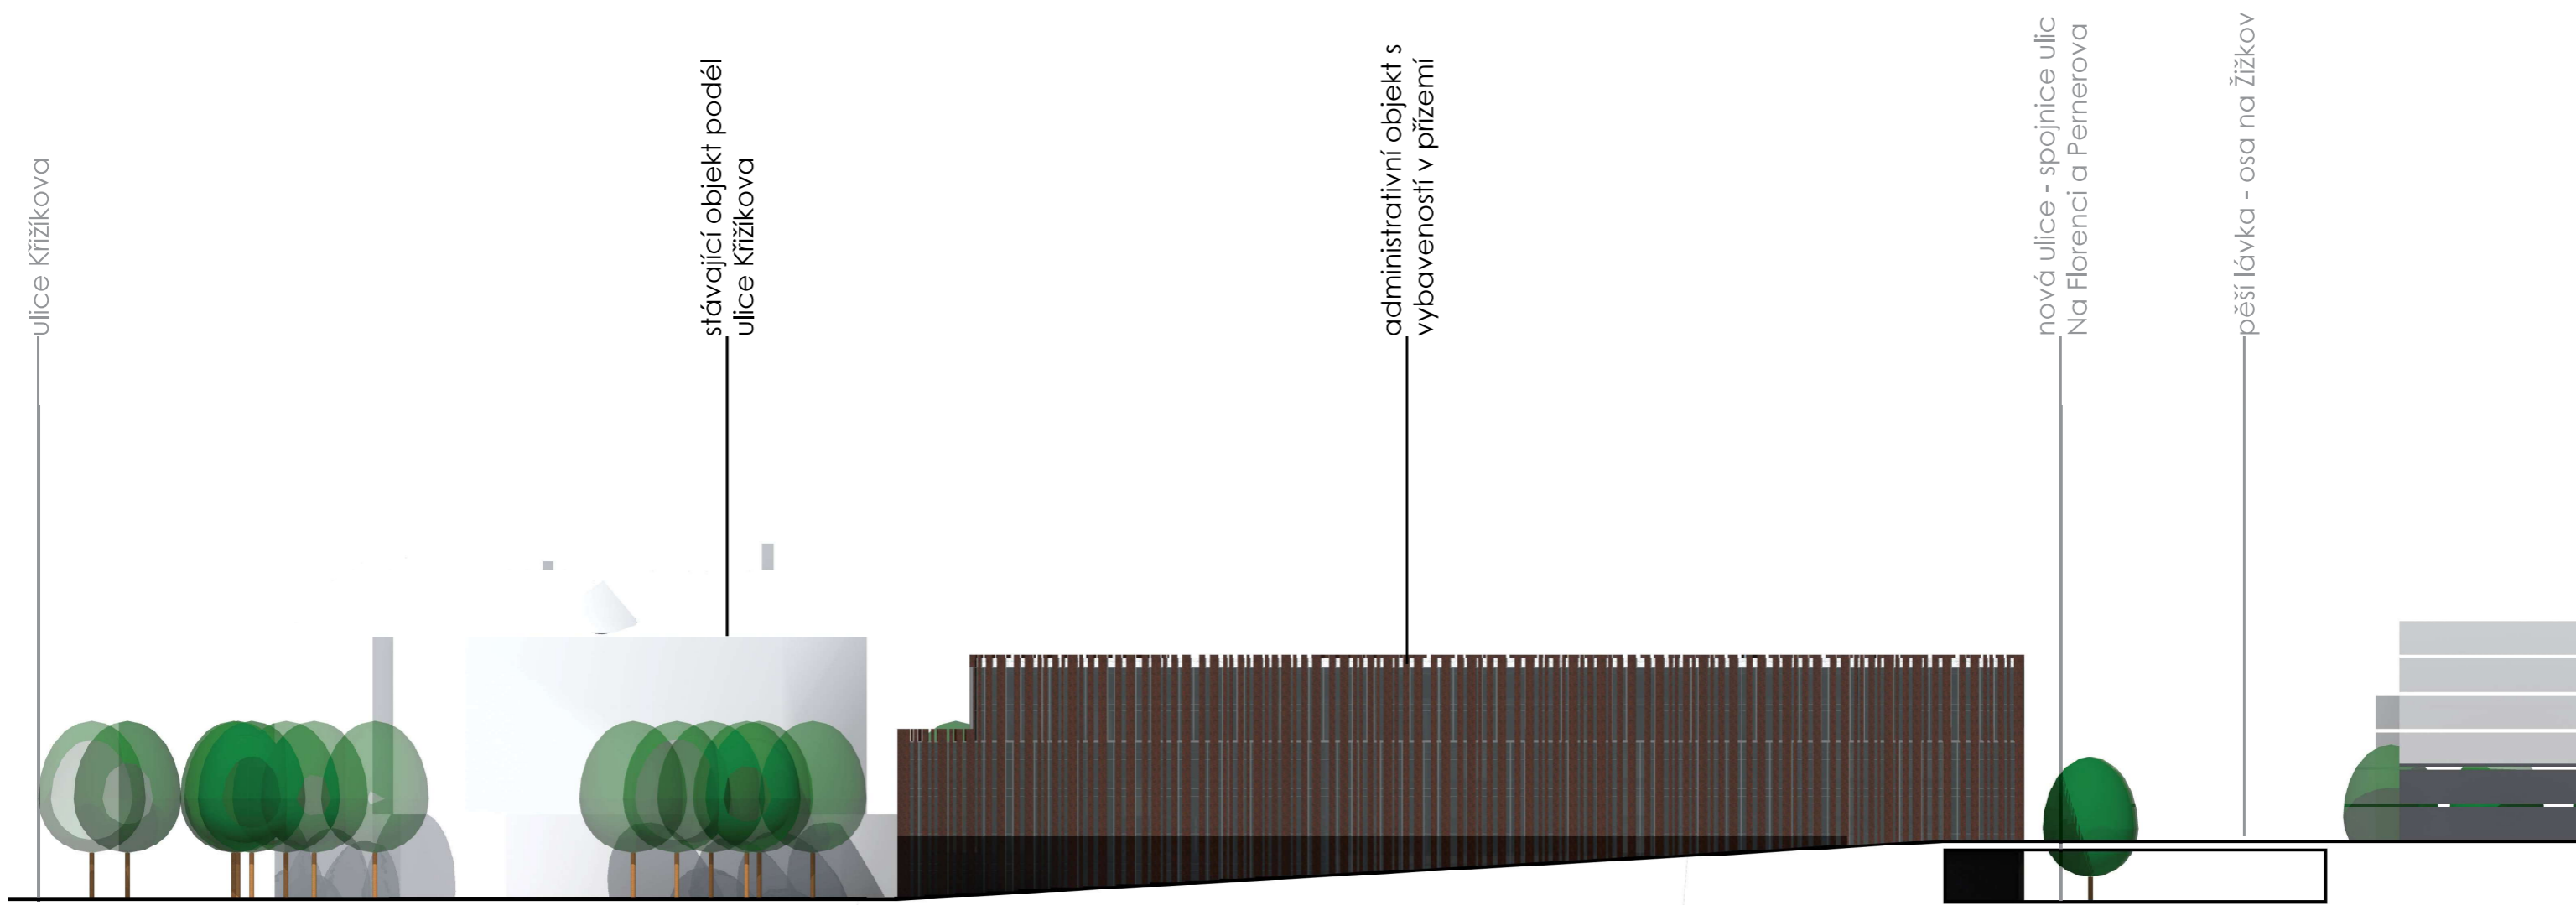 ulice Křižíkova
stávající objekt podél
ulice Křižíkova
administrativní objekt s
vybaveností v přízemí
nová ulice - spojnice ulic
Na Florenci a Pernerova
pěší lávka - osa na Žižkov